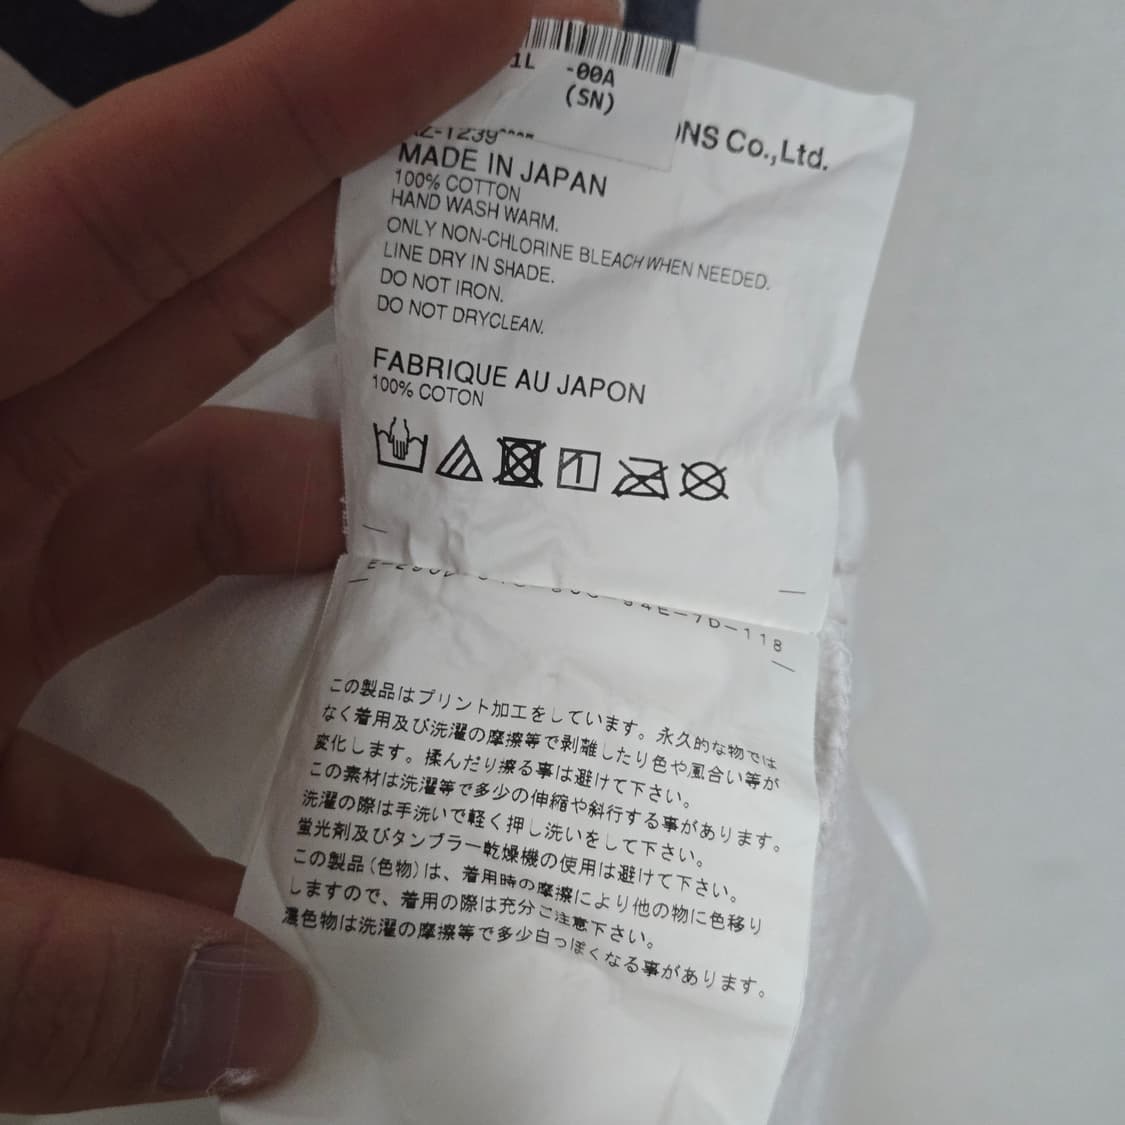 1L -00A
(SN)
NS Co.,Ltd.
MADE IN JAPAN
100% COTTON
HAND WASH WARM.
ONLY NON-CHLORINE BLEACH WHEN NEEDED.
LINE DRY IN SHADE.
DO NOT IRON.
DO NOT DRYCLEAN.
FABRIQUE AU JAPON
100% COTON
この製品はプリント加工をしています。永久的な物では
なく着用及び洗濯の摩擦等で剥離したり色や風合い等が
変化します。揉んだり擦る事は避けて下さい。
この素材は洗濯等で多少の伸縮や斜行する事があります。
洗濯の際は手洗いで軽く押し洗いをして下さい。
蛍光剤及びタンブラー乾燥機の使用は避けて下さい。
この製品(色物)は、着用時の摩擦により他の物に色移り
しますので、着用の際は充分ご注意下さい。
濃色物は洗濯の摩擦等で多少白っぽくなる事があります。